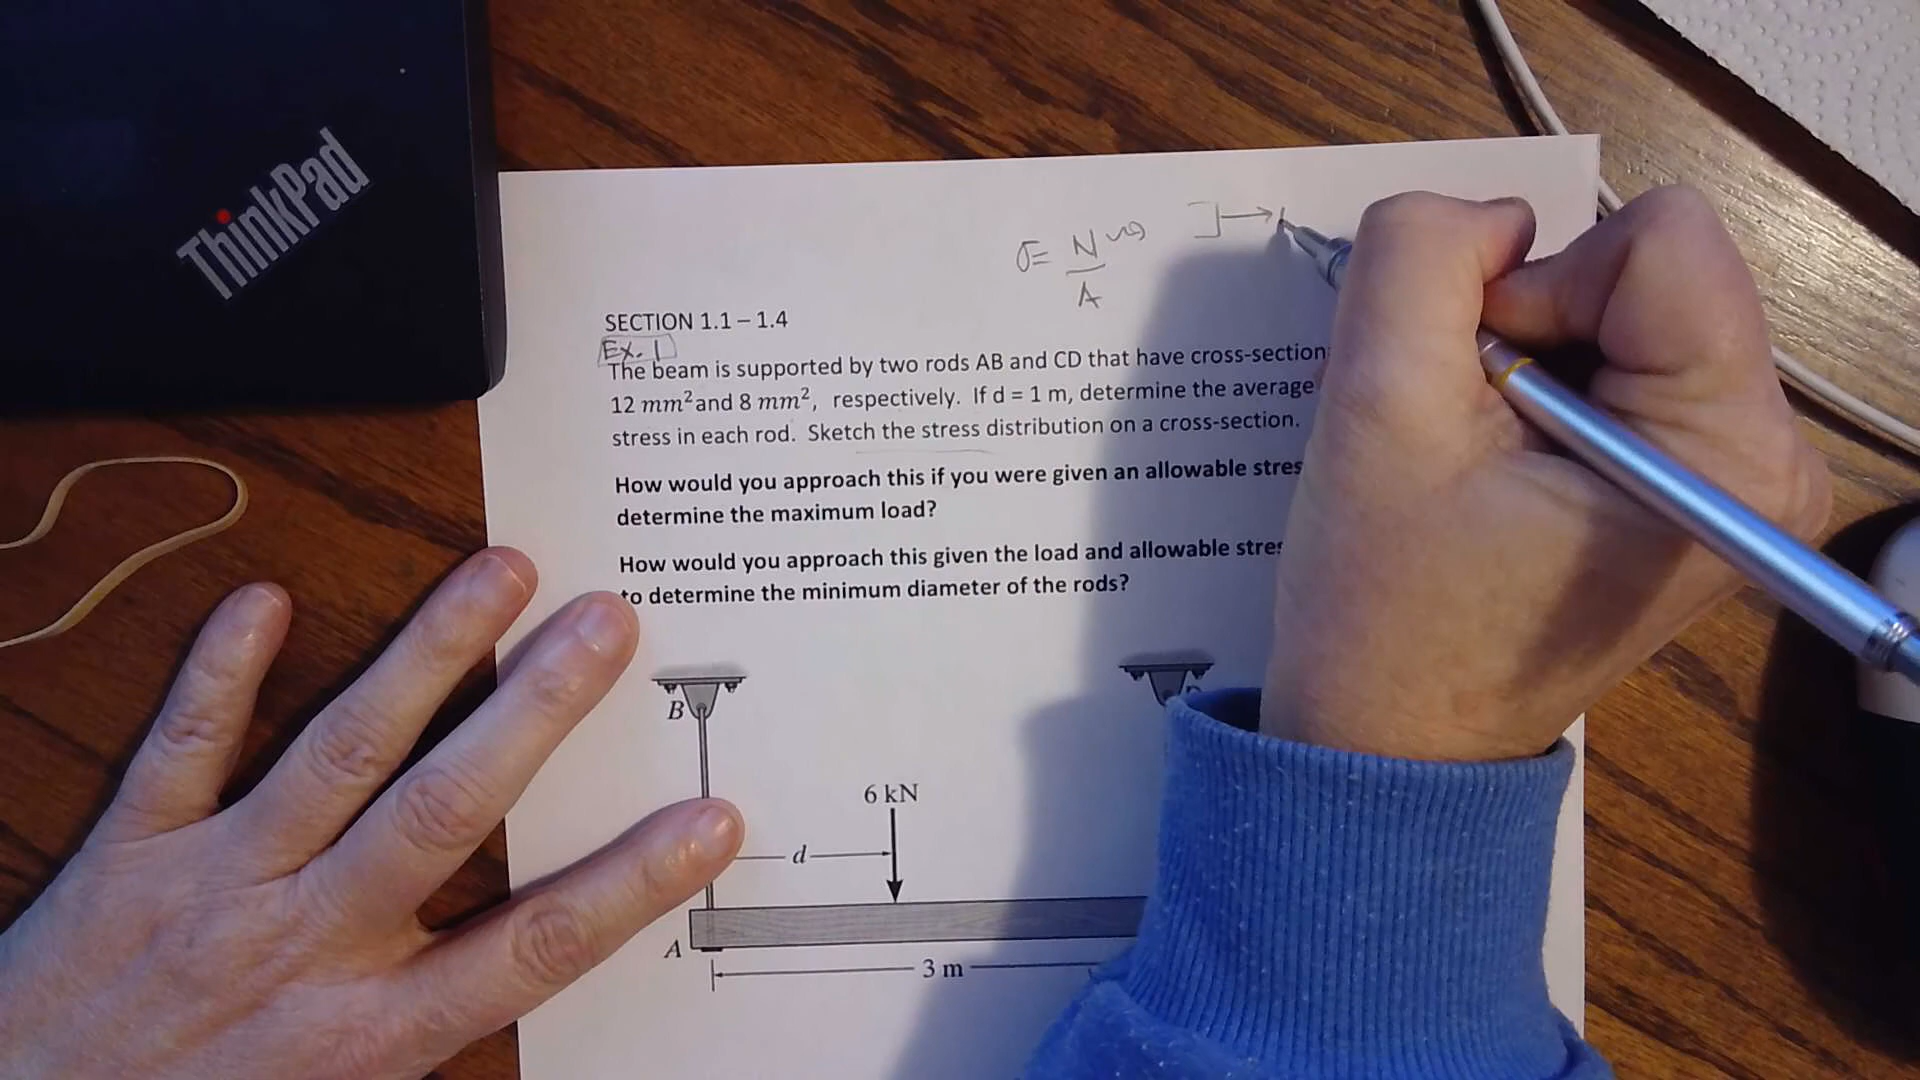 ThinkPad
σ= N
A
SECTION 1.1 – 1.4
Ex. 1
The beam is supported by two rods AB and CD that have cross-section
12 mm² and 8 mm², respectively. If d = 1 m, determine the average
stress in each rod. Sketch the stress distribution on a cross-section.
How would you approach this if you were given an allowable stres
determine the maximum load?
How would you approach this given the load and allowable stres
to determine the minimum diameter of the rods?
B
6 kN
d
A
3 m